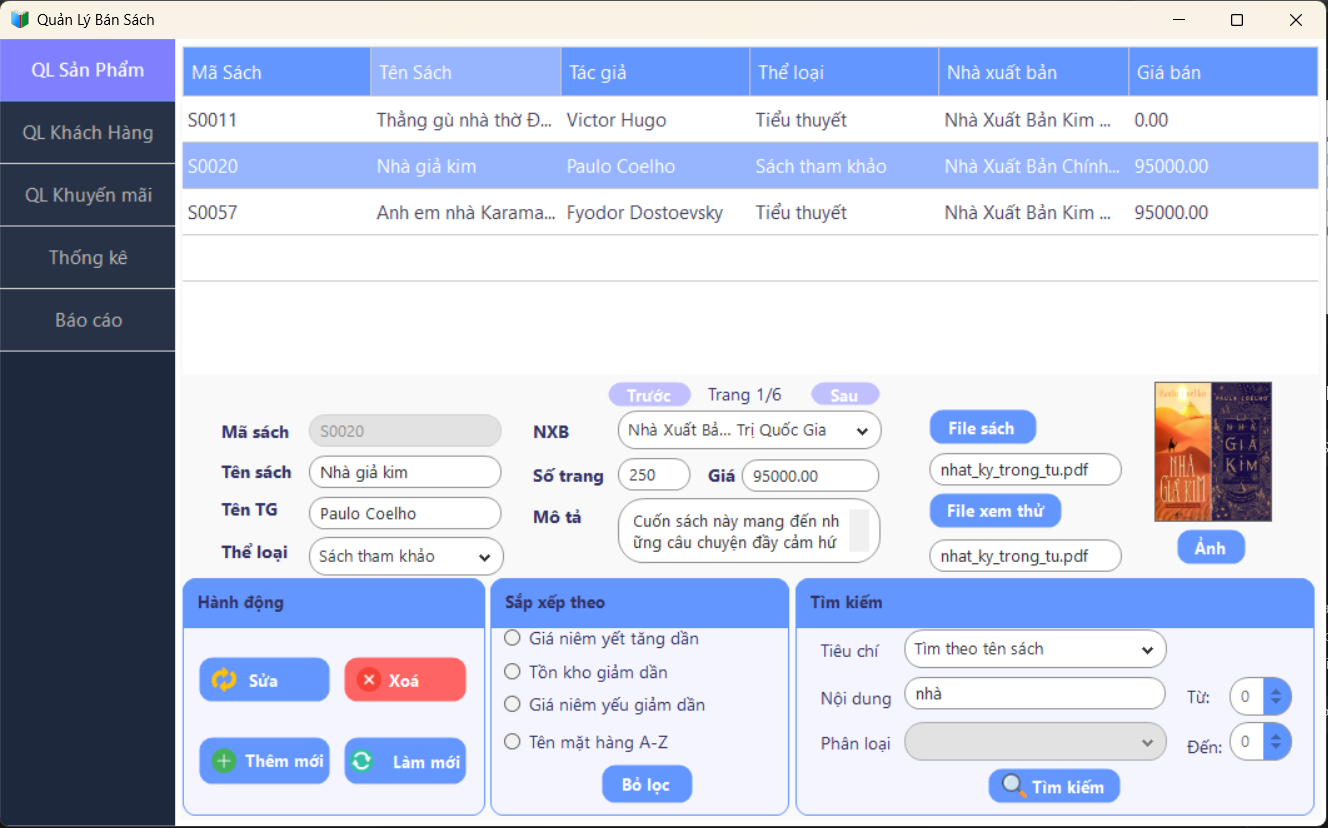 Quản Lý Bán Sách
QL Sản Phẩm
QL Khách Hàng
QL Khuyến mãi
Thống kê
Báo cáo
Mã Sách Tên Sách Tác giả Thể loại Nhà xuất bản Giá bán
S0011 Thằng gù nhà thờ Đ... Victor Hugo Tiểu thuyết Nhà Xuất Bản Kim ... 0.00
S0020 Nhà giả kim Paulo Coelho Sách tham khảo Nhà Xuất Bản Chính... 95000.00
S0057 Anh em nhà Karama... Fyodor Dostoevsky Tiểu thuyết Nhà Xuất Bản Kim ... 95000.00
Trước Trang 1/6 Sau
Mã sách S0020
Tên sách Nhà giả kim
Tên TG Paulo Coelho
Thể loại Sách tham khảo
NXB Nhà Xuất Bả... Trị Quốc Gia
Số trang 250 Giá 95000.00
Mô tả Cuốn sách này mang đến nh
ững câu chuyện đầy cảm hứ
File sách
nhat_ky_trong_tu.pdf
File xem thử
nhat_ky_trong_tu.pdf
Paulo Coelho
NHÀ
GIẢ KIM
PAULO COELHO
NHÀ
GIẢ
KIM
Ảnh
Hành động
Sửa Xoá
Thêm mới Làm mới
Sắp xếp theo
Giá niêm yết tăng dần
Tồn kho giảm dần
Giá niêm yếu giảm dần
Tên mặt hàng A-Z
Bỏ lọc
Tìm kiếm
Tiêu chí Tìm theo tên sách
Nội dung nhà Từ: 0
Phân loại Đến: 0
Tìm kiếm